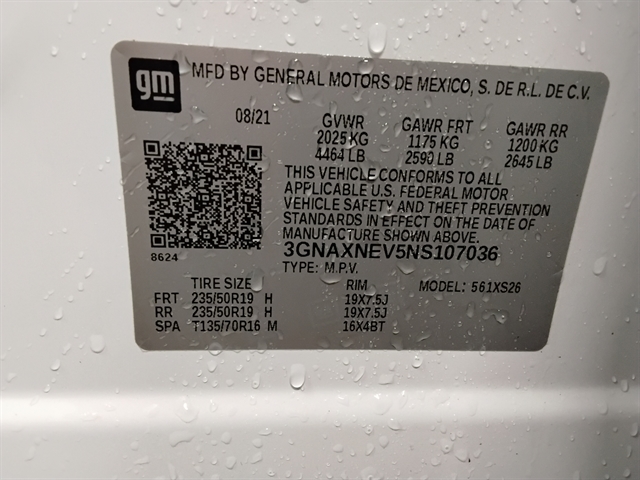 gm
MFD BY GENERAL MOTORS DE MEXICO, S. DE R.L. DE C.V.
08/21 GVWR GAWR FRT GAWR RR
2025 KG 1175 KG 1200 KG
4464 LB 2590 LB 2645 LB
THIS VEHICLE CONFORMS TO ALL
APPLICABLE U.S. FEDERAL MOTOR
VEHICLE SAFETY AND THEFT PREVENTION
STANDARDS IN EFFECT ON THE DATE OF
MANUFACTURE SHOWN ABOVE.
8624 3GNAXNEV5NS107036
TYPE: M.P.V.
TIRE SIZE RIM MODEL: 561XS26
FRT 235/50R19 H 19X7.5J
RR 235/50R19 H 19X7.5J
SPA T135/70R16 M 16X4BT